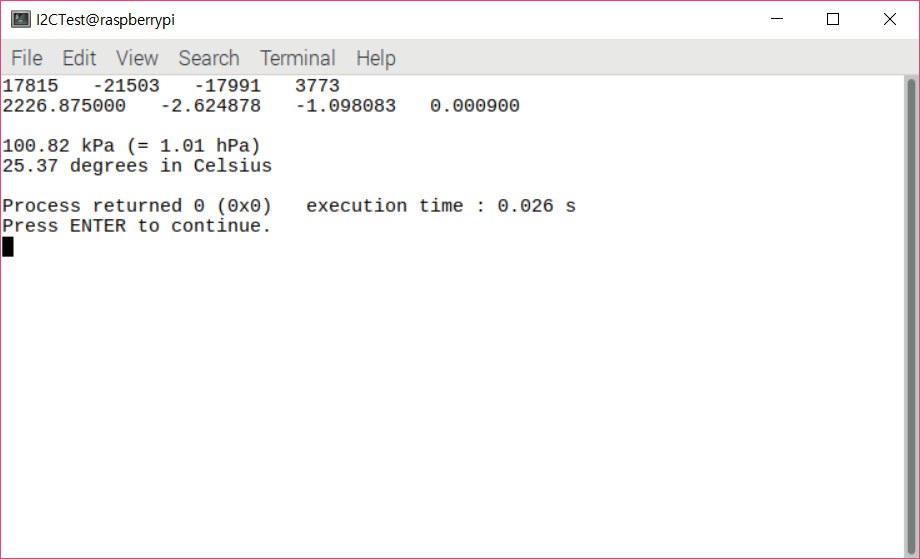 I2CTest@raspberrypi
File Edit View Search Terminal Help
17815   -21503   -17991   3773
2226.875000   -2.624878   -1.098083   0.000900
100.82 kPa (= 1.01 hPa)
25.37 degrees in Celsius
Process returned 0 (0x0)   execution time : 0.026 s
Press ENTER to continue.